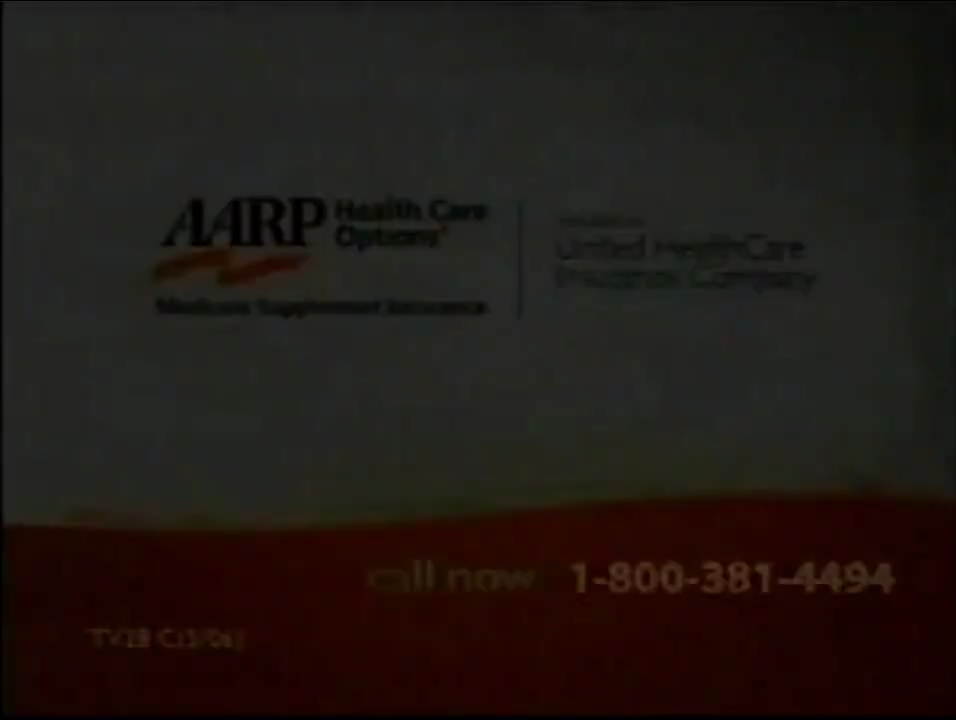 AARP Health Care Options
Medicare Supplement Insurance
United HealthCare
Insurance Company
call now 1-800-381-4494